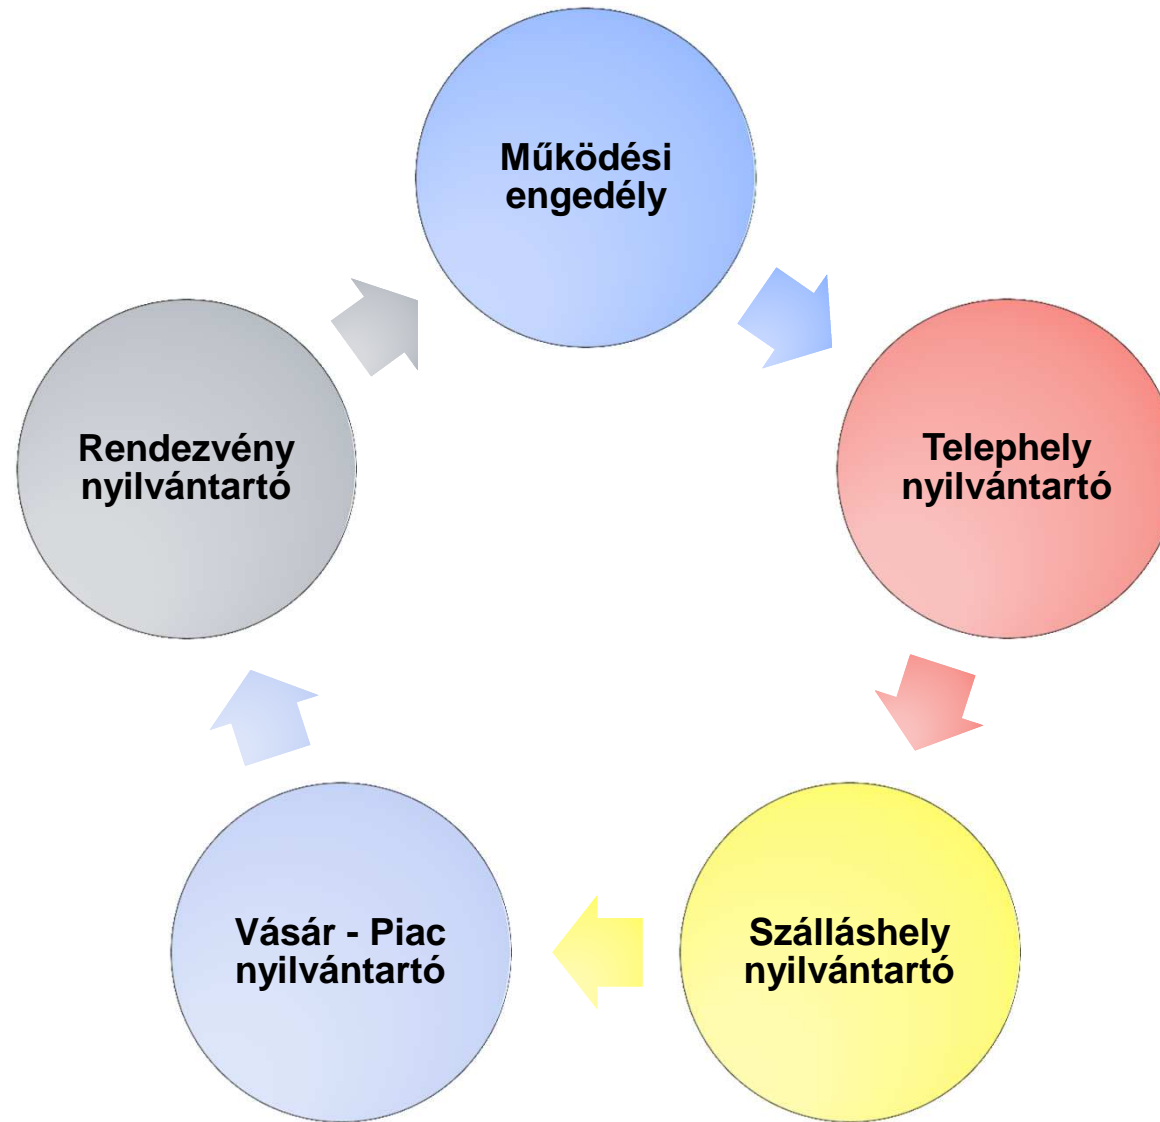 Működési
engedély
Telephely
nyilvántartó
Szálláshely
nyilvántartó
Vásár - Piac
nyilvántartó
Rendezvény
nyilvántartó